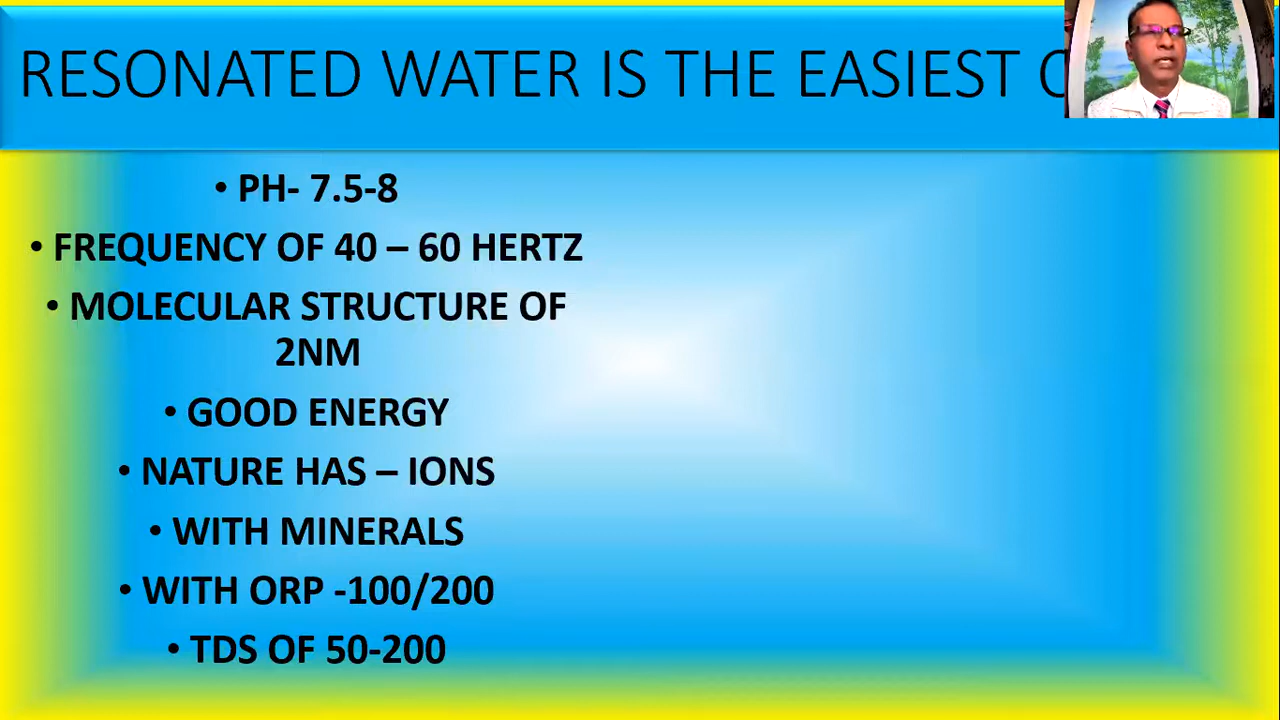 RESONATED WATER IS THE EASIEST
• PH- 7.5-8
• FREQUENCY OF 40 – 60 HERTZ
• MOLECULAR STRUCTURE OF
2NM
• GOOD ENERGY
• NATURE HAS – IONS
• WITH MINERALS
• WITH ORP -100/200
• TDS OF 50-200